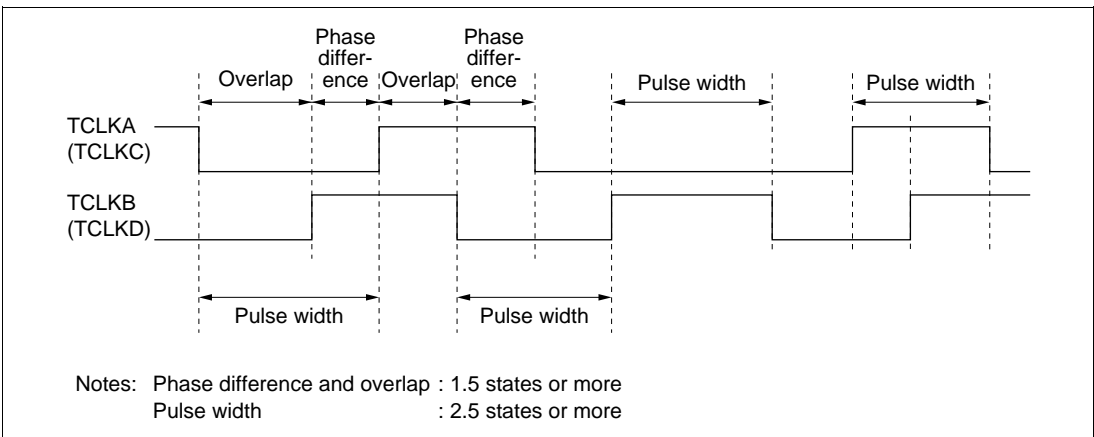 Phase
differ-
ence
Phase
differ-
ence
Overlap
Overlap
Pulse width
Pulse width
TCLKA
(TCLKC)
TCLKB
(TCLKD)
Pulse width
Pulse width
Notes: Phase difference and overlap : 1.5 states or more
Pulse width : 2.5 states or more